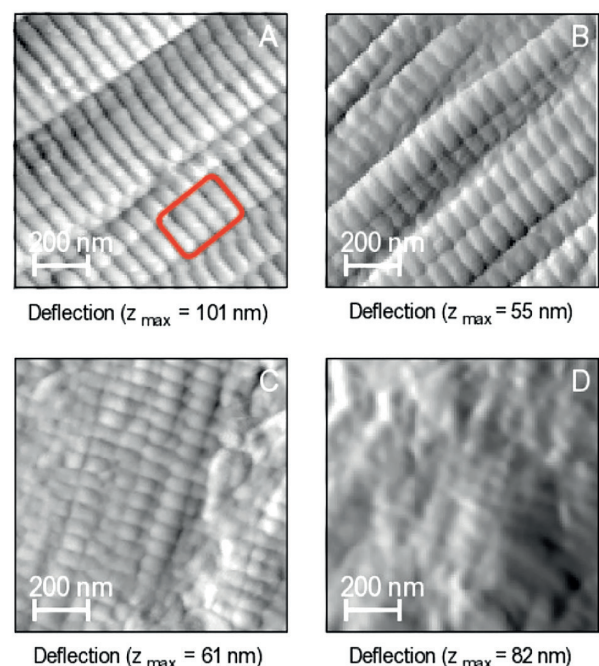 A
B
200 nm
200 nm
Deflection (z max = 101 nm)
Deflection (z max = 55 nm)
C
D
200 nm
200 nm
Deflection (z max = 61 nm)
Deflection (z max = 82 nm)